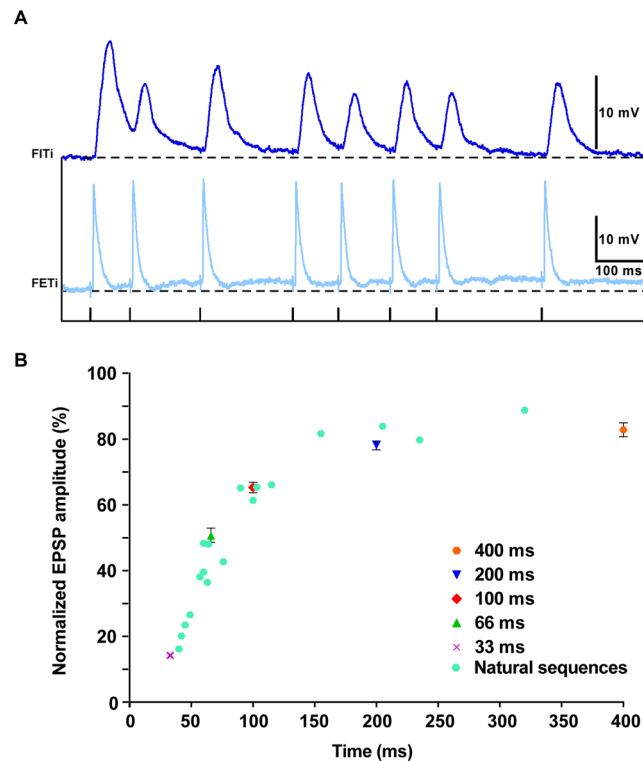 A
10 mV
FITi
10 mV
100 ms
FETi
B
Normalized EPSP amplitude (%)
100
80
60
40
20
0
400 ms
200 ms
100 ms
66 ms
33 ms
Natural sequences
0 50 100 150 200 250 300 350 400
Time (ms)